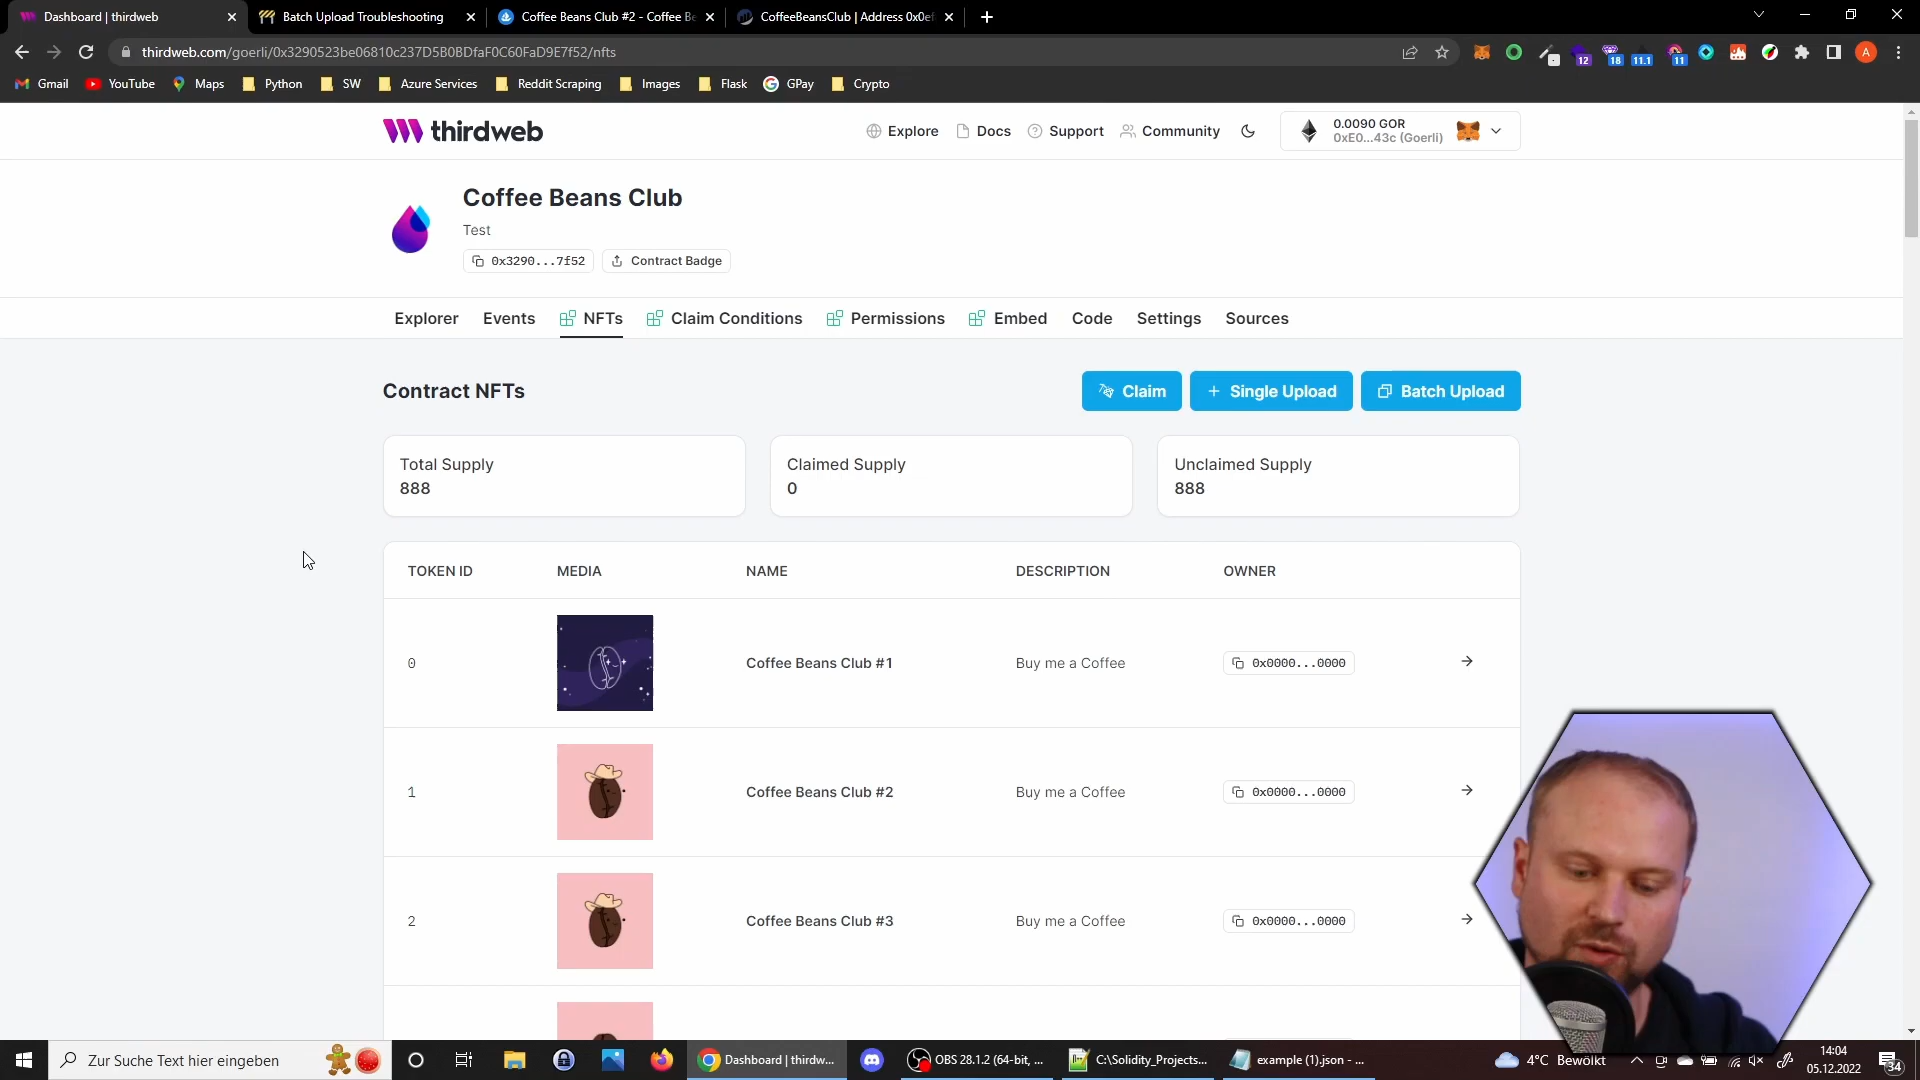 Dashboard | thirdweb
Batch Upload Troubleshooting
Coffee Beans Club #2 - Coffee Be
CoffeeBeansClub | Address 0x0ef
thirdweb.com/goerli/0x3290523be06810c237D5B0BDfaF0C60FaD9E7f52/nfts
12
18
11.1
11
A
Gmail
YouTube
Maps
Python
SW
Azure Services
Reddit Scraping
Images
Flask
GPay
Crypto
thirdweb
Explore
Docs
Support
Community
0.0090 GOR
0xE0...43c (Goerli)
Coffee Beans Club
Test
0x3290...7f52
Contract Badge
Explorer
Events
NFTs
Claim Conditions
Permissions
Embed
Code
Settings
Sources
Contract NFTs
Claim
Single Upload
Batch Upload
Total Supply
888
Claimed Supply
0
Unclaimed Supply
888
TOKEN ID
MEDIA
NAME
DESCRIPTION
OWNER
0
Coffee Beans Club #1
Buy me a Coffee
0x0000...0000
1
Coffee Beans Club #2
Buy me a Coffee
0x0000...0000
2
Coffee Beans Club #3
Buy me a Coffee
0x0000...0000
Zur Suche Text hier eingeben
Dashboard | thirdw...
OBS 28.1.2 (64-bit, ...
C:\Solidity_Projects...
example (1).json - ...
4°C Bewölkt
14:04
05.12.2022
34